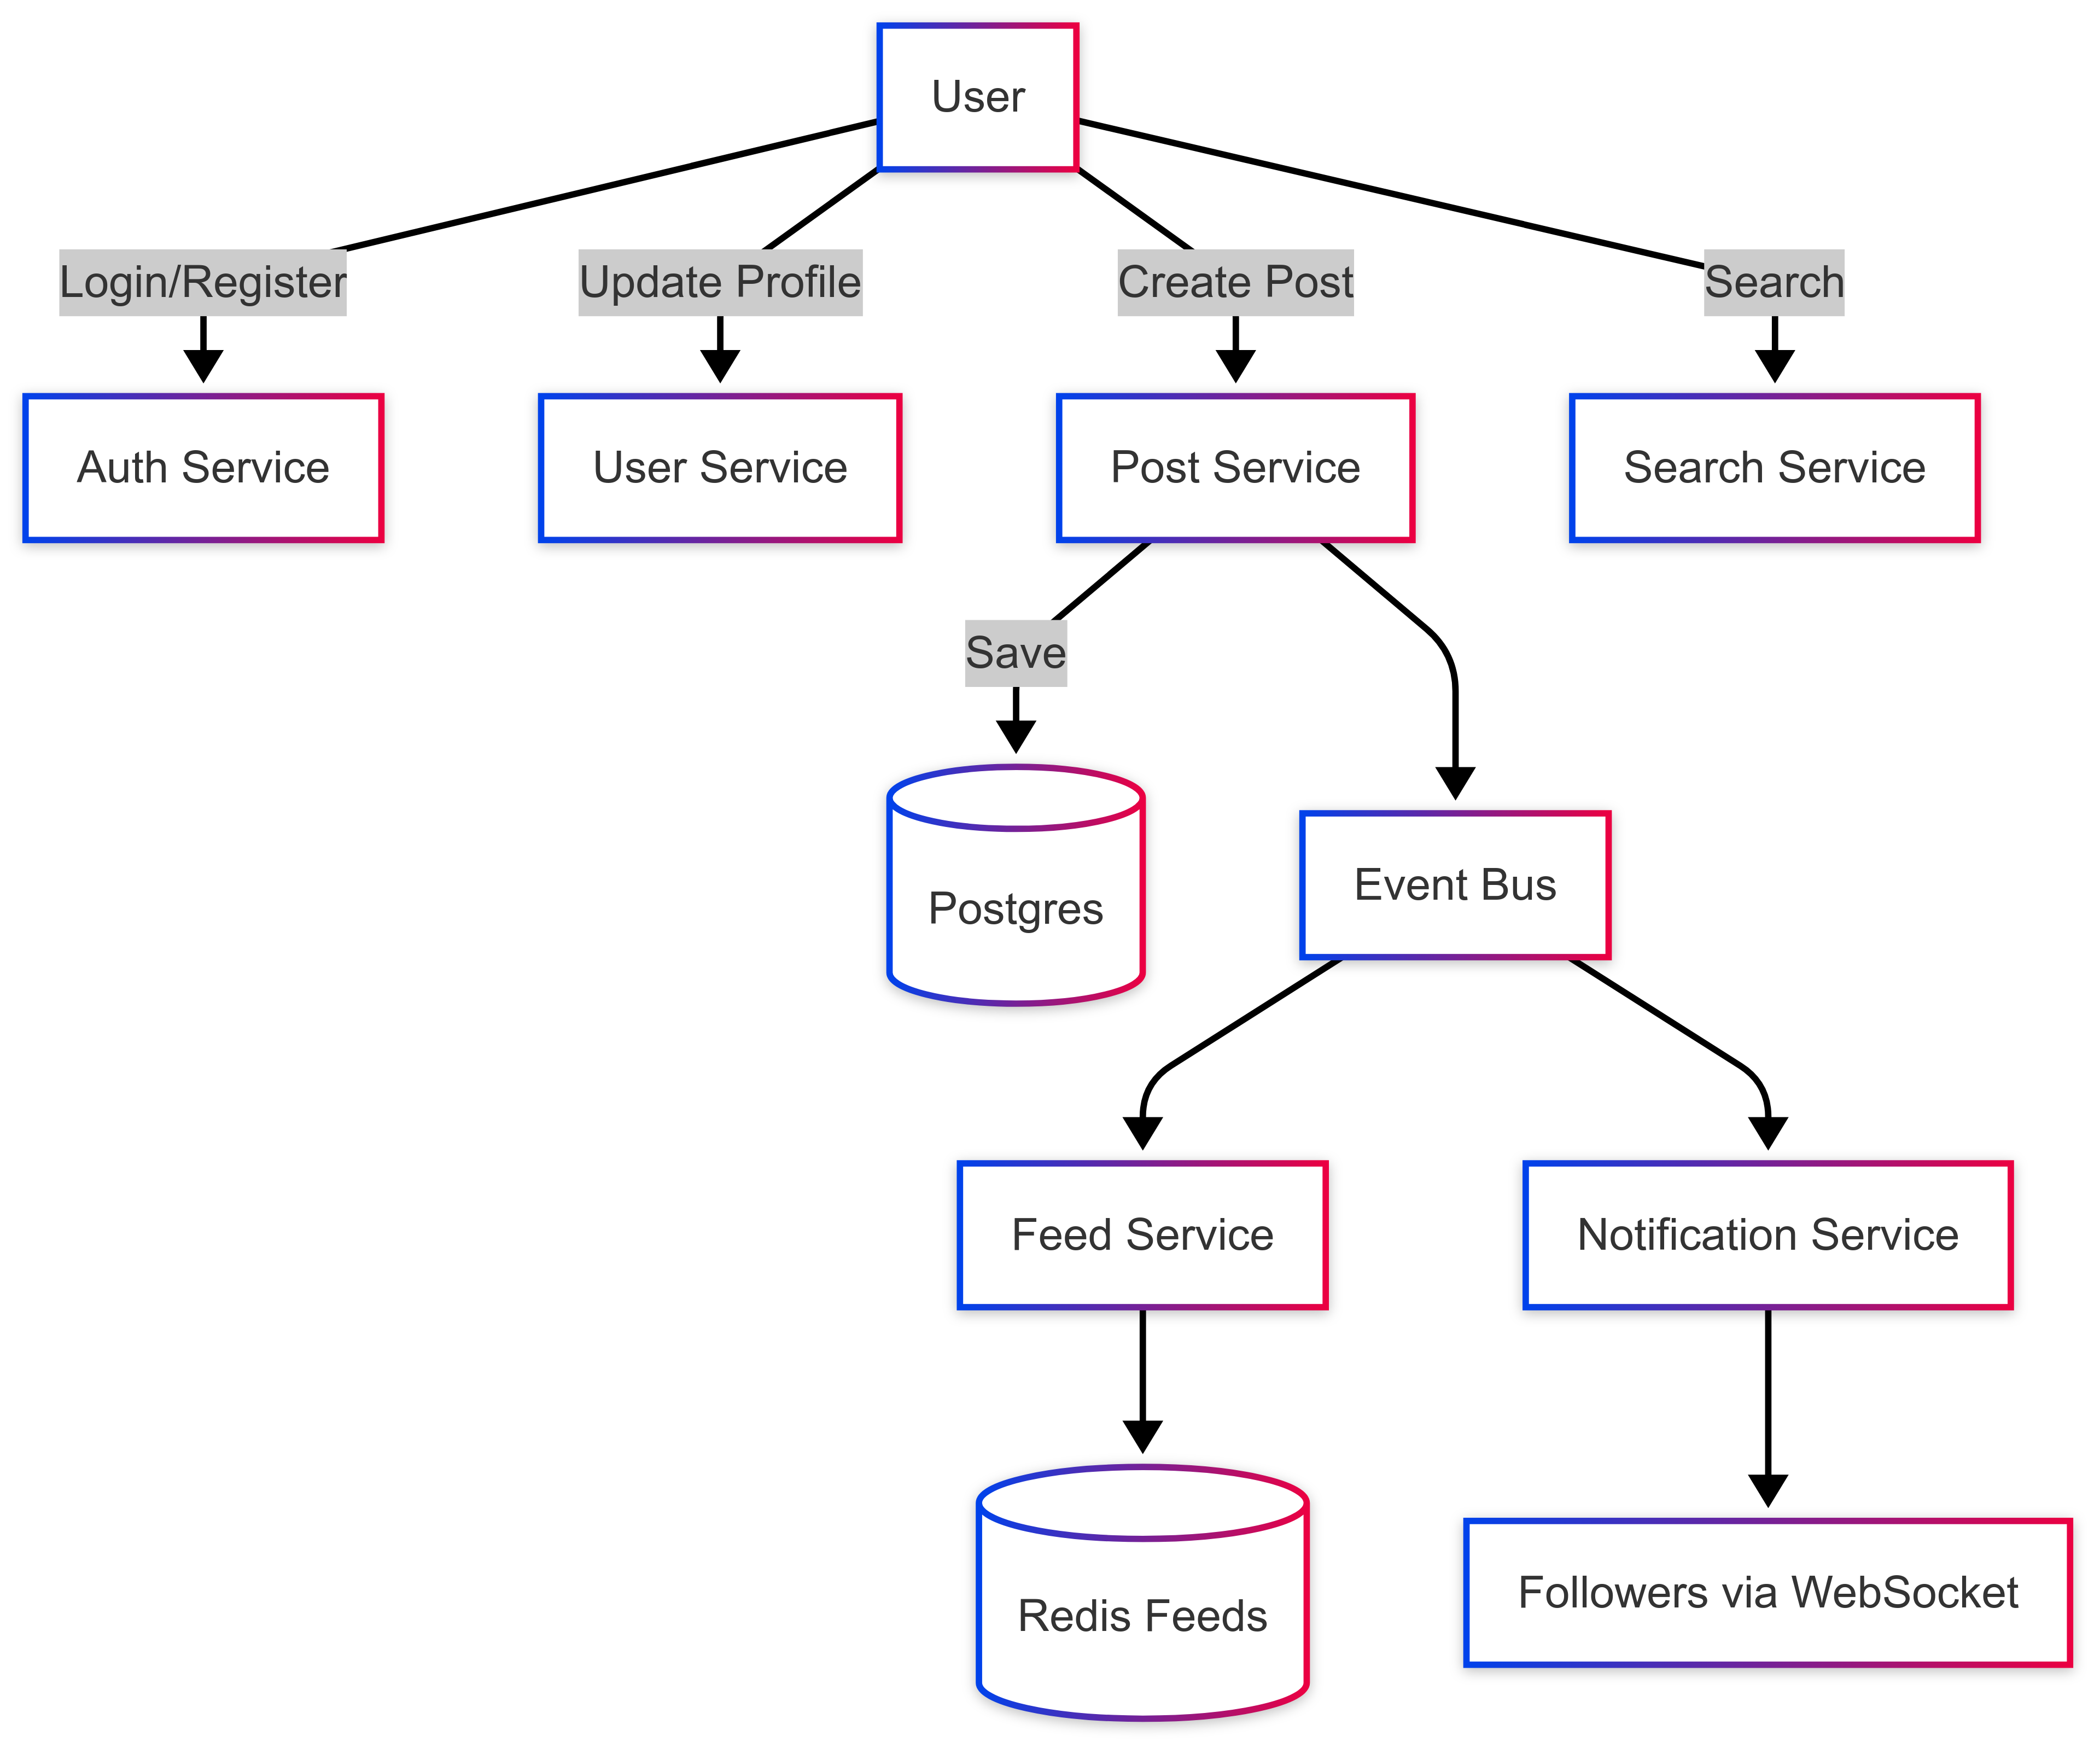 User
Login/Register
Update Profile
Create Post
Search
Auth Service
User Service
Post Service
Search Service
Save
Postgres
Event Bus
Feed Service
Notification Service
Redis Feeds
Followers via WebSocket